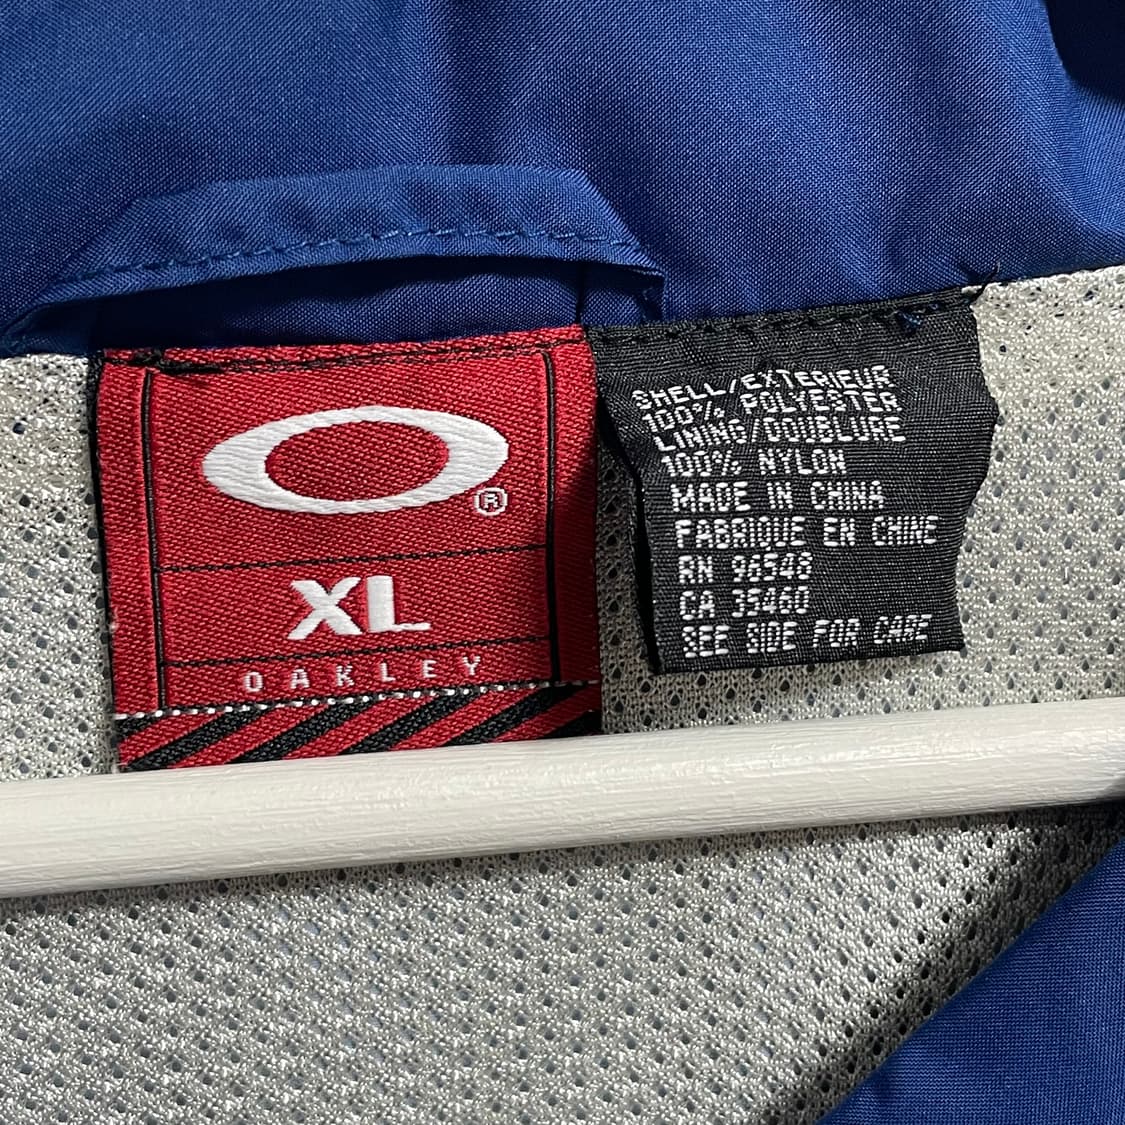 ®
XL
OAKLEY
SHELL/EXTERIEUR
100% POLYESTER
LINING/DOUBLURE
100% NYLON
MADE IN CHINA
FABRIQUE EN CHINE
RN 96548
CA 35460
SEE SIDE FOR CARE